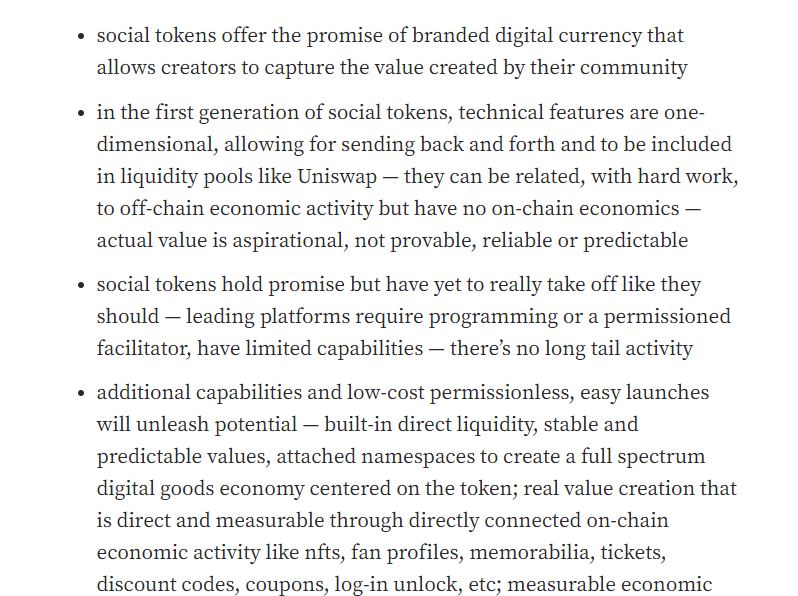 • social tokens offer the promise of branded digital currency that
allows creators to capture the value created by their community
• in the first generation of social tokens, technical features are one-
dimensional, allowing for sending back and forth and to be included
in liquidity pools like Uniswap — they can be related, with hard work,
to off-chain economic activity but have no on-chain economics —
actual value is aspirational, not provable, reliable or predictable
• social tokens hold promise but have yet to really take off like they
should — leading platforms require programming or a permissioned
facilitator, have limited capabilities — there’s no long tail activity
• additional capabilities and low-cost permissionless, easy launches
will unleash potential — built-in direct liquidity, stable and
predictable values, attached namespaces to create a full spectrum
digital goods economy centered on the token; real value creation that
is direct and measurable through directly connected on-chain
economic activity like nfts, fan profiles, memorabilia, tickets,
discount codes, coupons, log-in unlock, etc; measurable economic